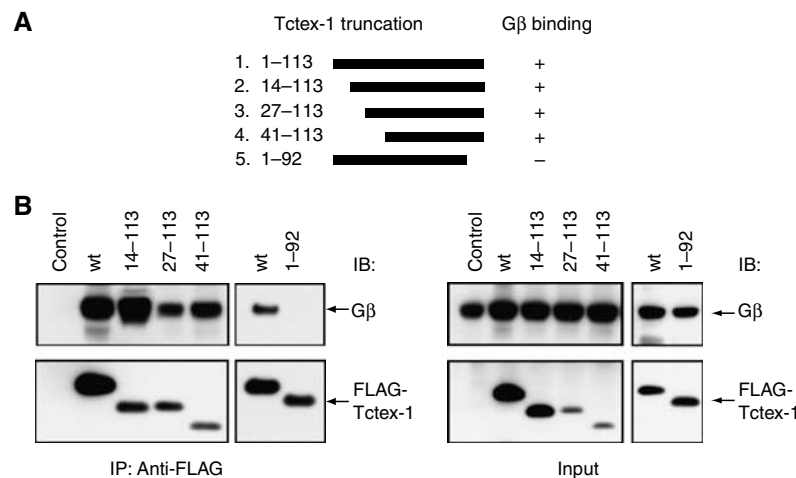 A
Tctex-1 truncation Gβ binding
1. 1–113 +
2. 14–113 +
3. 27–113 +
4. 41–113 +
5. 1–92 –
B
Control wt 14–113 27–113 41–113 wt 1–92 IB:
Gβ
FLAG-
Tctex-1
IP: Anti-FLAG
Control wt 14–113 27–113 41–113 wt 1–92 IB:
Gβ
FLAG-
Tctex-1
Input